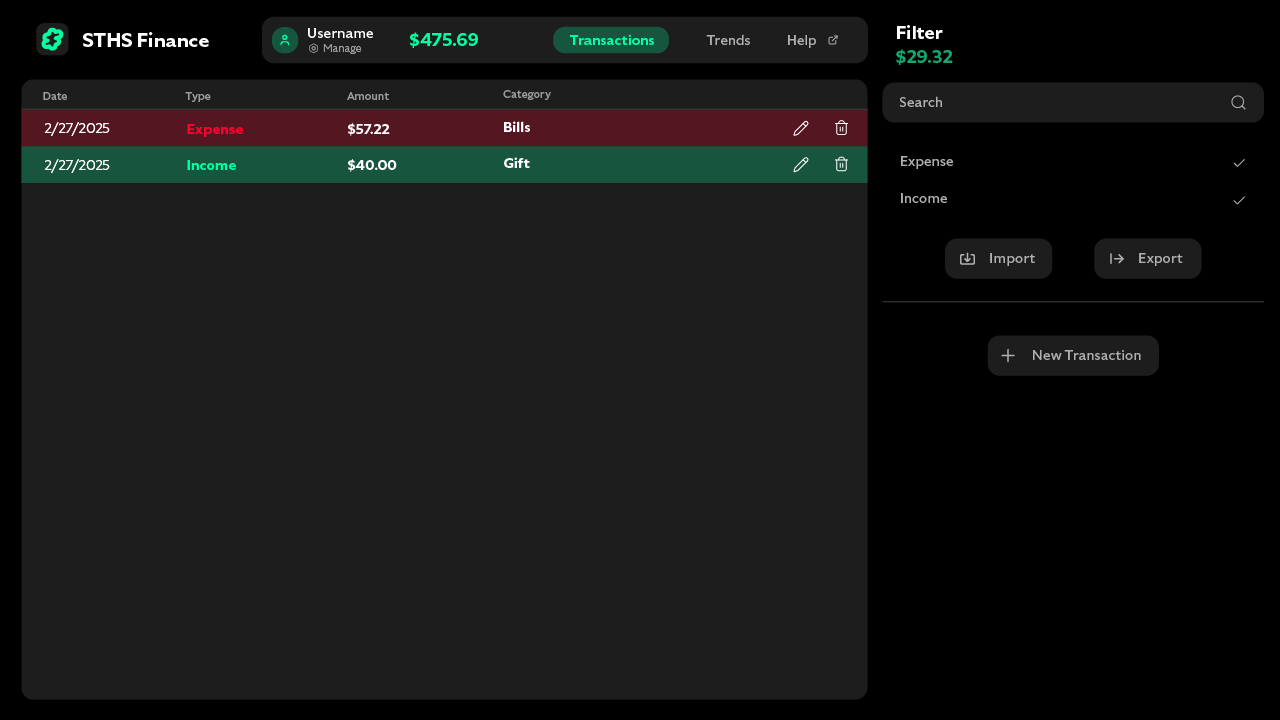 STHS Finance
Username
Manage
$475.69
Transactions
Trends
Help
Date Type Amount Category
2/27/2025 Expense $57.22 Bills
2/27/2025 Income $40.00 Gift
Filter
$29.32
Search
Expense
Income
Import
Export
New Transaction